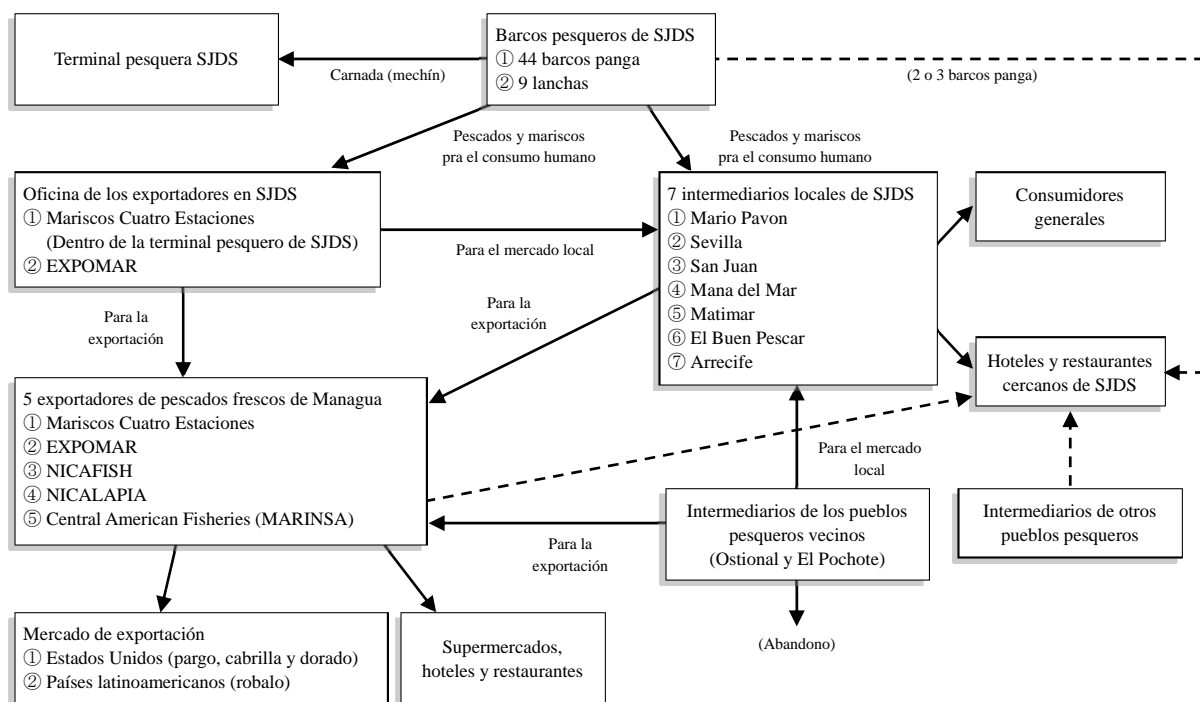 Terminal pesquera SJDS
Carnada (mechín)
Barcos pesqueros de SJDS
① 44 barcos panga
② 9 lanchas
(2 o 3 barcos panga)
Pescados y mariscos
pra el consumo humano
Pescados y mariscos
pra el consumo humano
Oficina de los exportadores en SJDS
① Mariscos Cuatro Estaciones
(Dentro de la terminal pesquero de SJDS)
② EXPOMAR
Para el mercado local
7 intermediarios locales de SJDS
① Mario Pavon
② Sevilla
③ San Juan
④ Mana del Mar
⑤ Matimar
⑥ El Buen Pescar
⑦ Arrecife
Consumidores
generales
Para la
exportación
Para la
exportación
Hoteles y restaurantes
cercanos de SJDS
5 exportadores de pescados frescos de Managua
① Mariscos Cuatro Estaciones
② EXPOMAR
③ NICAFISH
④ NICALAPIA
⑤ Central American Fisheries (MARINSA)
Para el mercado
local
Para la
exportación
Intermediarios de los pueblos
pesqueros vecinos
(Ostional y El Pochote)
Intermediarios de otros
pueblos pesqueros
Mercado de exportación
① Estados Unidos (pargo, cabrilla y dorado)
② Países latinoamericanos (robalo)
Supermercados,
hoteles y restaurantes
(Abandono)